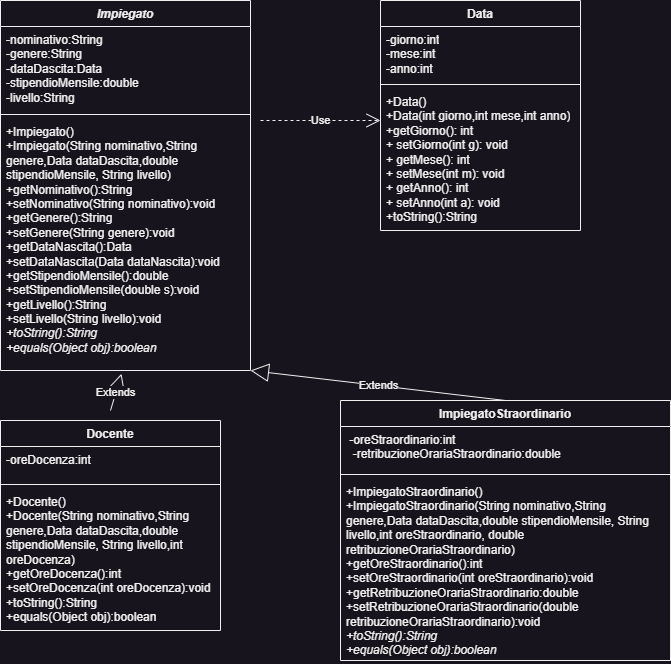 Impiegato
-nominativo:String
-genere:String
-dataDascita:Data
-stipendioMensile:double
-livello:String
+Impiegato()
+Impiegato(String nominativo,String
genere,Data dataDascita,double
stipendioMensile, String livello)
+getNominativo():String
+setNominativo(String nominativo):void
+getGenere():String
+setGenere(String genere):void
+getDataNascita():Data
+setDataNascita(Data dataNascita):void
+getStipendioMensile():double
+setStipendioMensile(double s):void
+getLivello():String
+setLivello(String livello):void
+toString():String
+equals(Object obj):boolean
Use
Data
-giorno:int
-mese:int
-anno:int
+Data()
+Data(int giorno,int mese,int anno)
+getGiorno(): int
+ setGiorno(int g): void
+ getMese(): int
+ setMese(int m): void
+ getAnno(): int
+ setAnno(int a): void
+toString():String
Extends
Extends
Docente
-oreDocenza:int
+Docente()
+Docente(String nominativo,String
genere,Data dataDascita,double
stipendioMensile, String livello,int
oreDocenza)
+getOreDocenza():int
+setOreDocenza(int oreDocenza):void
+toString():String
+equals(Object obj):boolean
ImpiegatoStraordinario
-oreStraordinario:int
-retribuzioneOrariaStraordinario:double
+ImpiegatoStraordinario()
+ImpiegatoStraordinario(String nominativo,String
genere,Data dataDascita,double stipendioMensile, String
livello,int oreStraordinario, double
retribuzioneOrariaStraordinario)
+getOreStraordinario():int
+setOreStraordinario(int oreStraordinario):void
+getRetribuzioneOrariaStraordinario:double
+setRetribuzioneOrariaStraordinario(double
retribuzioneOrariaStraordinario):void
+toString():String
+equals(Object obj):boolean